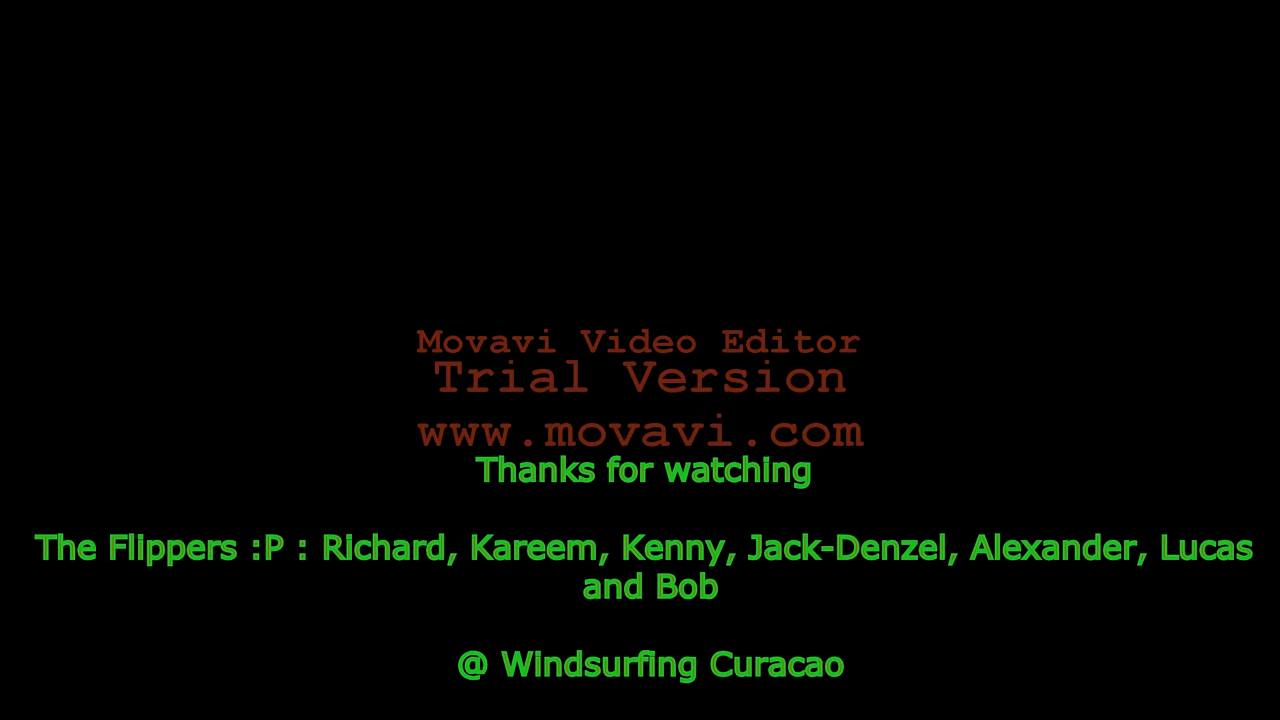 Movavi Video Editor
Trial Version
www.movavi.com
Thanks for watching
The Flippers :P : Richard, Kareem, Kenny, Jack-Denzel, Alexander, Lucas
and Bob
@ Windsurfing Curacao